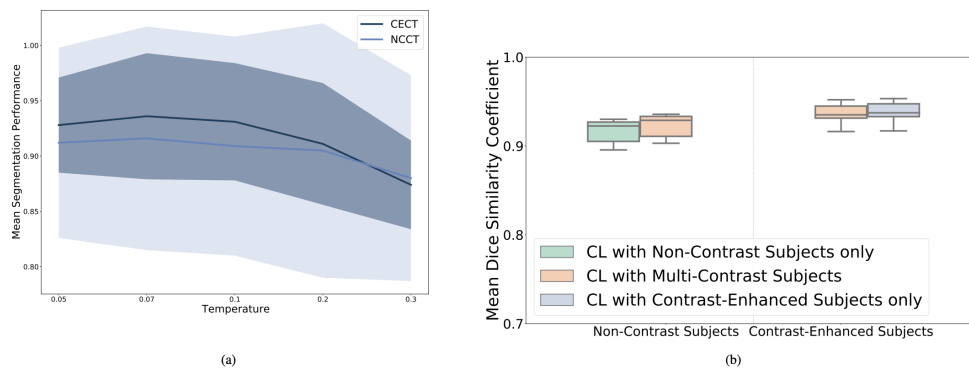 CECT
NCCT
Mean Segmentation Performance
1.00
0.95
0.90
0.85
0.80
0.05
0.07
0.1
0.2
0.3
Temperature
(a)
Mean Dice Similarity Coefficient
1.0
0.9
0.8
0.7
CL with Non-Contrast Subjects only
CL with Multi-Contrast Subjects
CL with Contrast-Enhanced Subjects only
Non-Contrast Subjects
Contrast-Enhanced Subjects
(b)